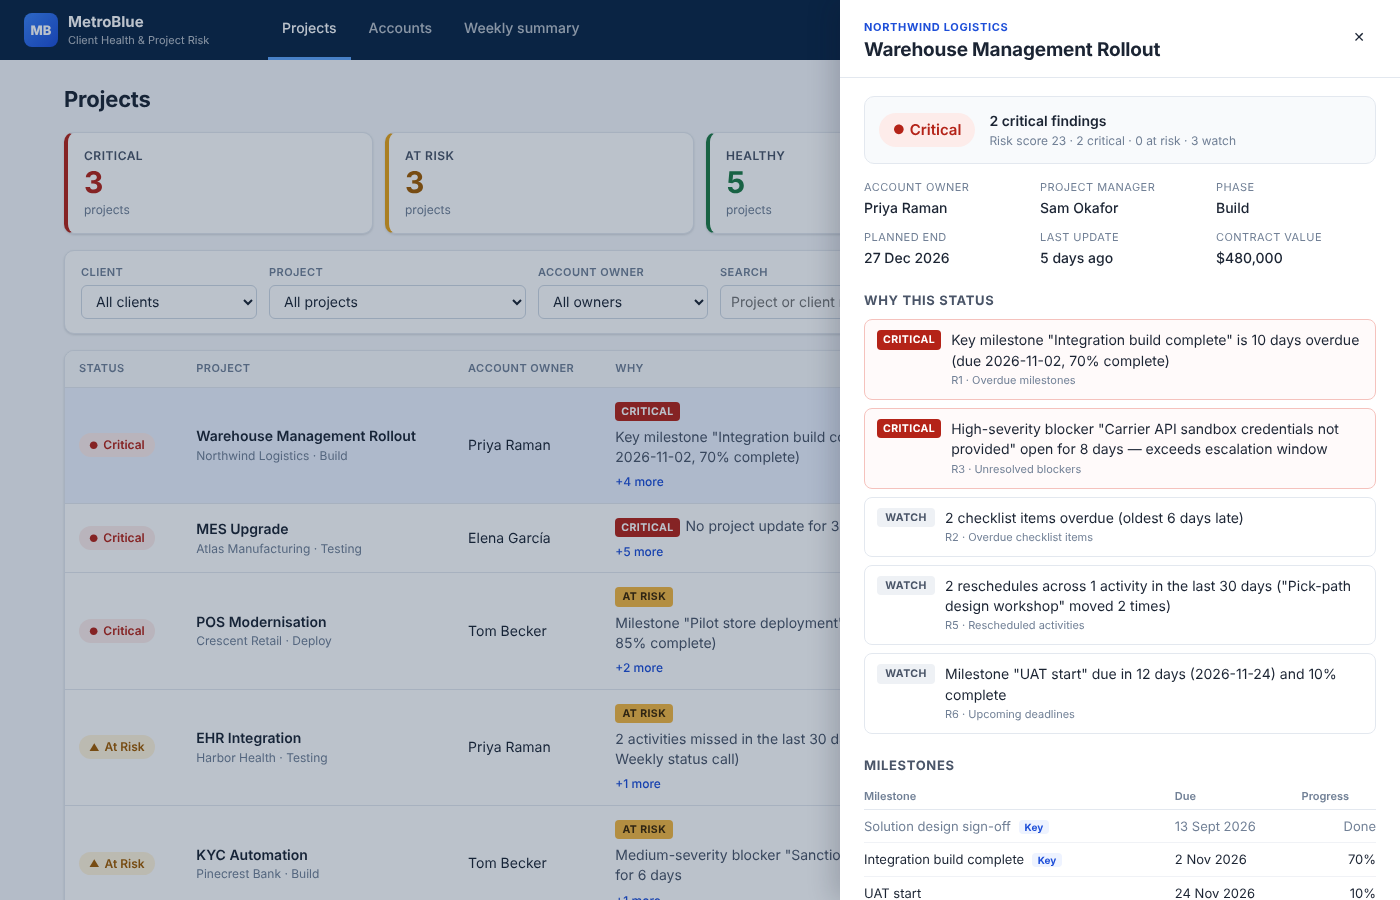 MB
MetroBlue
Client Health & Project Risk
Projects
Accounts
Weekly summary
Projects
CRITICAL
3
projects
AT RISK
3
projects
HEALTHY
5
projects
CLIENT
All clients
PROJECT
All projects
ACCOUNT OWNER
All owners
SEARCH
Project or client
STATUS
PROJECT
ACCOUNT OWNER
WHY
Critical
Warehouse Management Rollout
Northwind Logistics · Build
Priya Raman
CRITICAL
Key milestone "Integration build co
2026-11-02, 70% complete)
+4 more
Critical
MES Upgrade
Atlas Manufacturing · Testing
Elena García
CRITICAL No project update for 3
+5 more
Critical
POS Modernisation
Crescent Retail · Deploy
Tom Becker
AT RISK
Milestone "Pilot store deployment"
85% complete)
+2 more
At Risk
EHR Integration
Harbor Health · Testing
Priya Raman
AT RISK
2 activities missed in the last 30 d
Weekly status call)
+1 more
At Risk
KYC Automation
Pinecrest Bank · Build
Tom Becker
AT RISK
Medium-severity blocker "Sanctio
for 6 days
+1 more
NORTHWIND LOGISTICS
Warehouse Management Rollout
×
Critical
2 critical findings
Risk score 23 · 2 critical · 0 at risk · 3 watch
ACCOUNT OWNER
Priya Raman
PROJECT MANAGER
Sam Okafor
PHASE
Build
PLANNED END
27 Dec 2026
LAST UPDATE
5 days ago
CONTRACT VALUE
$480,000
WHY THIS STATUS
CRITICAL
Key milestone "Integration build complete" is 10 days overdue
(due 2026-11-02, 70% complete)
R1 · Overdue milestones
CRITICAL
High-severity blocker "Carrier API sandbox credentials not
provided" open for 8 days — exceeds escalation window
R3 · Unresolved blockers
WATCH
2 checklist items overdue (oldest 6 days late)
R2 · Overdue checklist items
WATCH
2 reschedules across 1 activity in the last 30 days ("Pick-path
design workshop" moved 2 times)
R5 · Rescheduled activities
WATCH
Milestone "UAT start" due in 12 days (2026-11-24) and 10%
complete
R6 · Upcoming deadlines
MILESTONES
Milestone Due Progress
Solution design sign-off Key 13 Sept 2026 Done
Integration build complete Key 2 Nov 2026 70%
UAT start 24 Nov 2026 10%